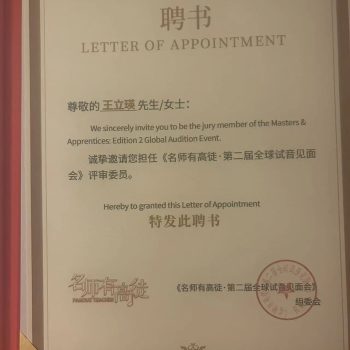 聘书
LETTER OF APPOINTMENT
尊敬的 王立瑛 先生/女士：
We sincerely invite you to be the jury member of the Masters &
Apprentices: Edition 2 Global Audition Event.
诚挚邀请您担任《名师有高徒·第二届全球试音见面
会》评审委员。
Hereby to granted this Letter of Appointment
特发此聘书
名师有高徒
FAMOUS TEACHER
《名师有高徒·第二届全球试音见面会》
组委会